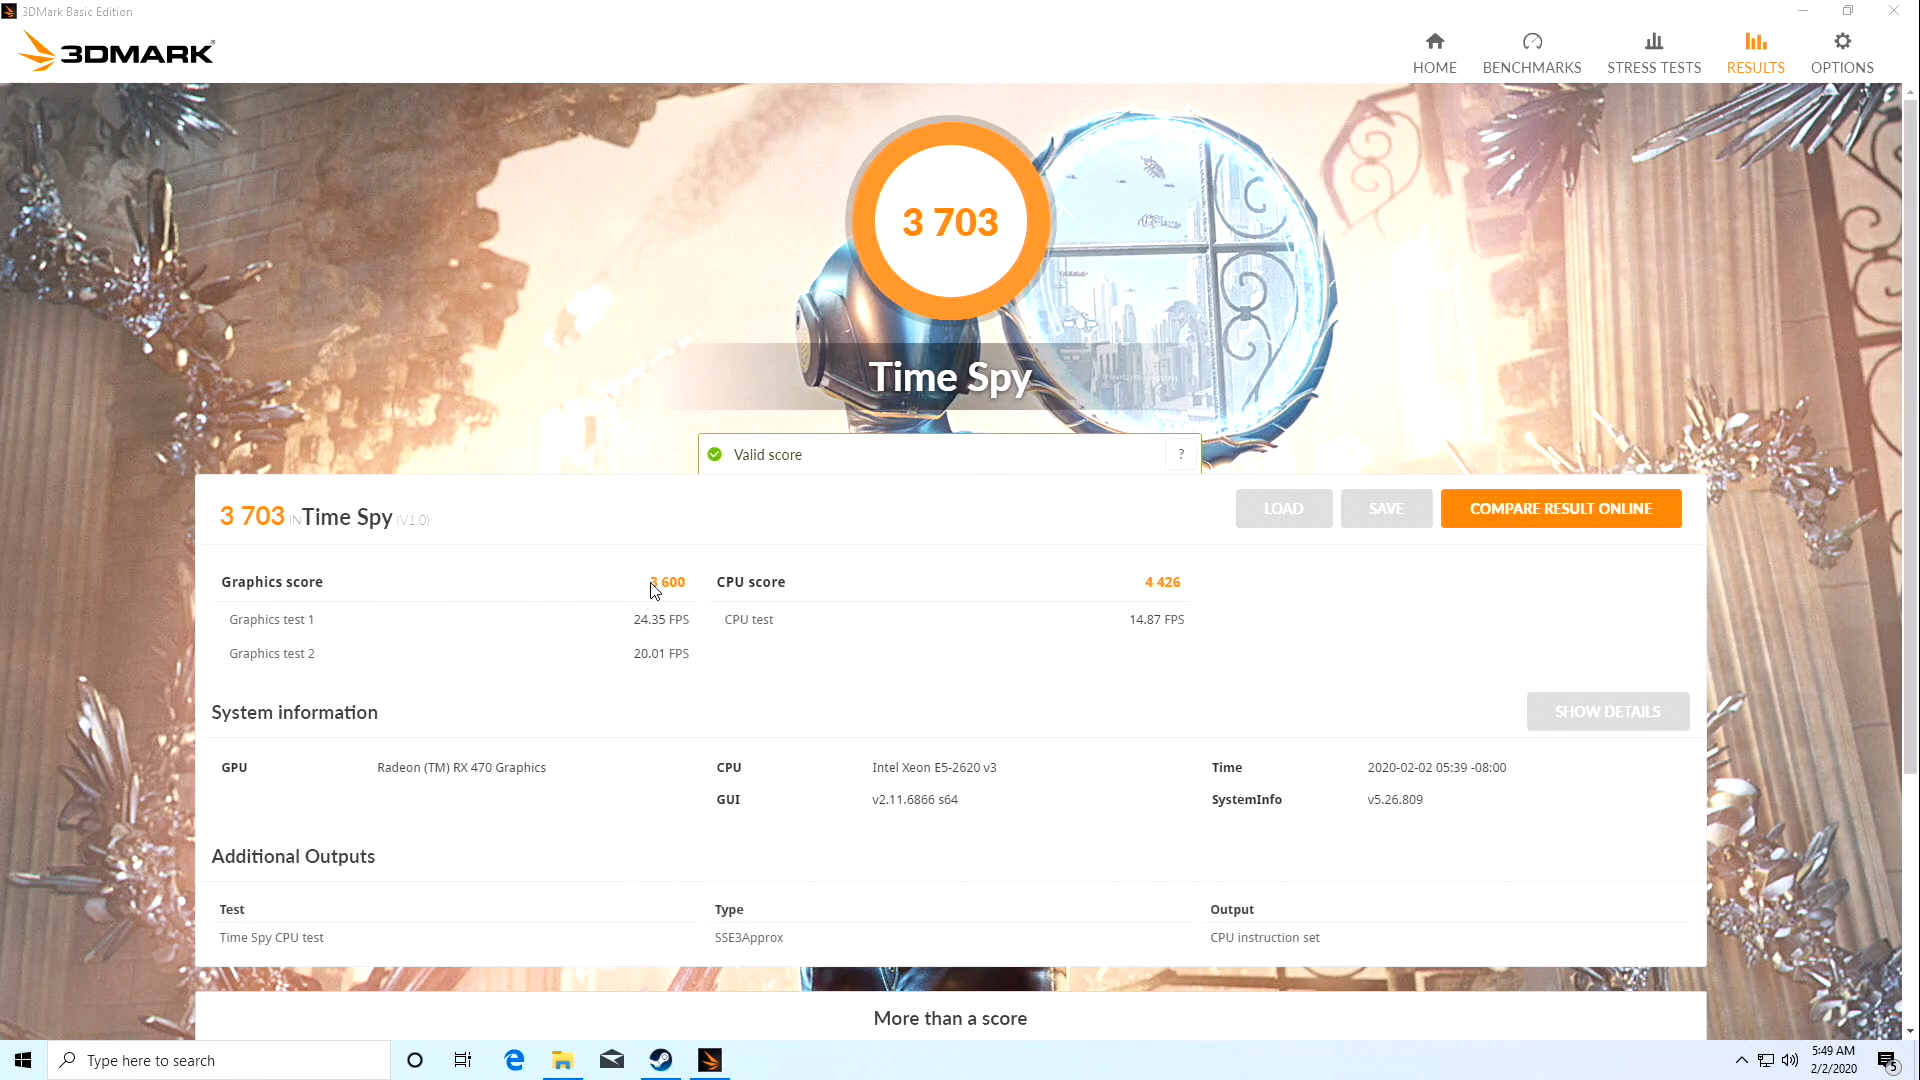 3DMark Basic Edition
3DMARK®
HOME BENCHMARKS STRESS TESTS RESULTS OPTIONS
3 703
Time Spy
Valid score ?
3 703 IN Time Spy (V1.0)
LOAD SAVE COMPARE RESULT ONLINE
Graphics score 3 600 CPU score 4 426
Graphics test 1 24.35 FPS CPU test 14.87 FPS
Graphics test 2 20.01 FPS
System information SHOW DETAILS
GPU Radeon (TM) RX 470 Graphics CPU Intel Xeon E5-2620 v3 Time 2020-02-02 05:39 -08:00
GUI v2.11.6866 s64 SystemInfo v5.26.809
Additional Outputs
Test Type Output
Time Spy CPU test SSE3Approx CPU instruction set
More than a score
Type here to search
5:49 AM
2/2/2020
5